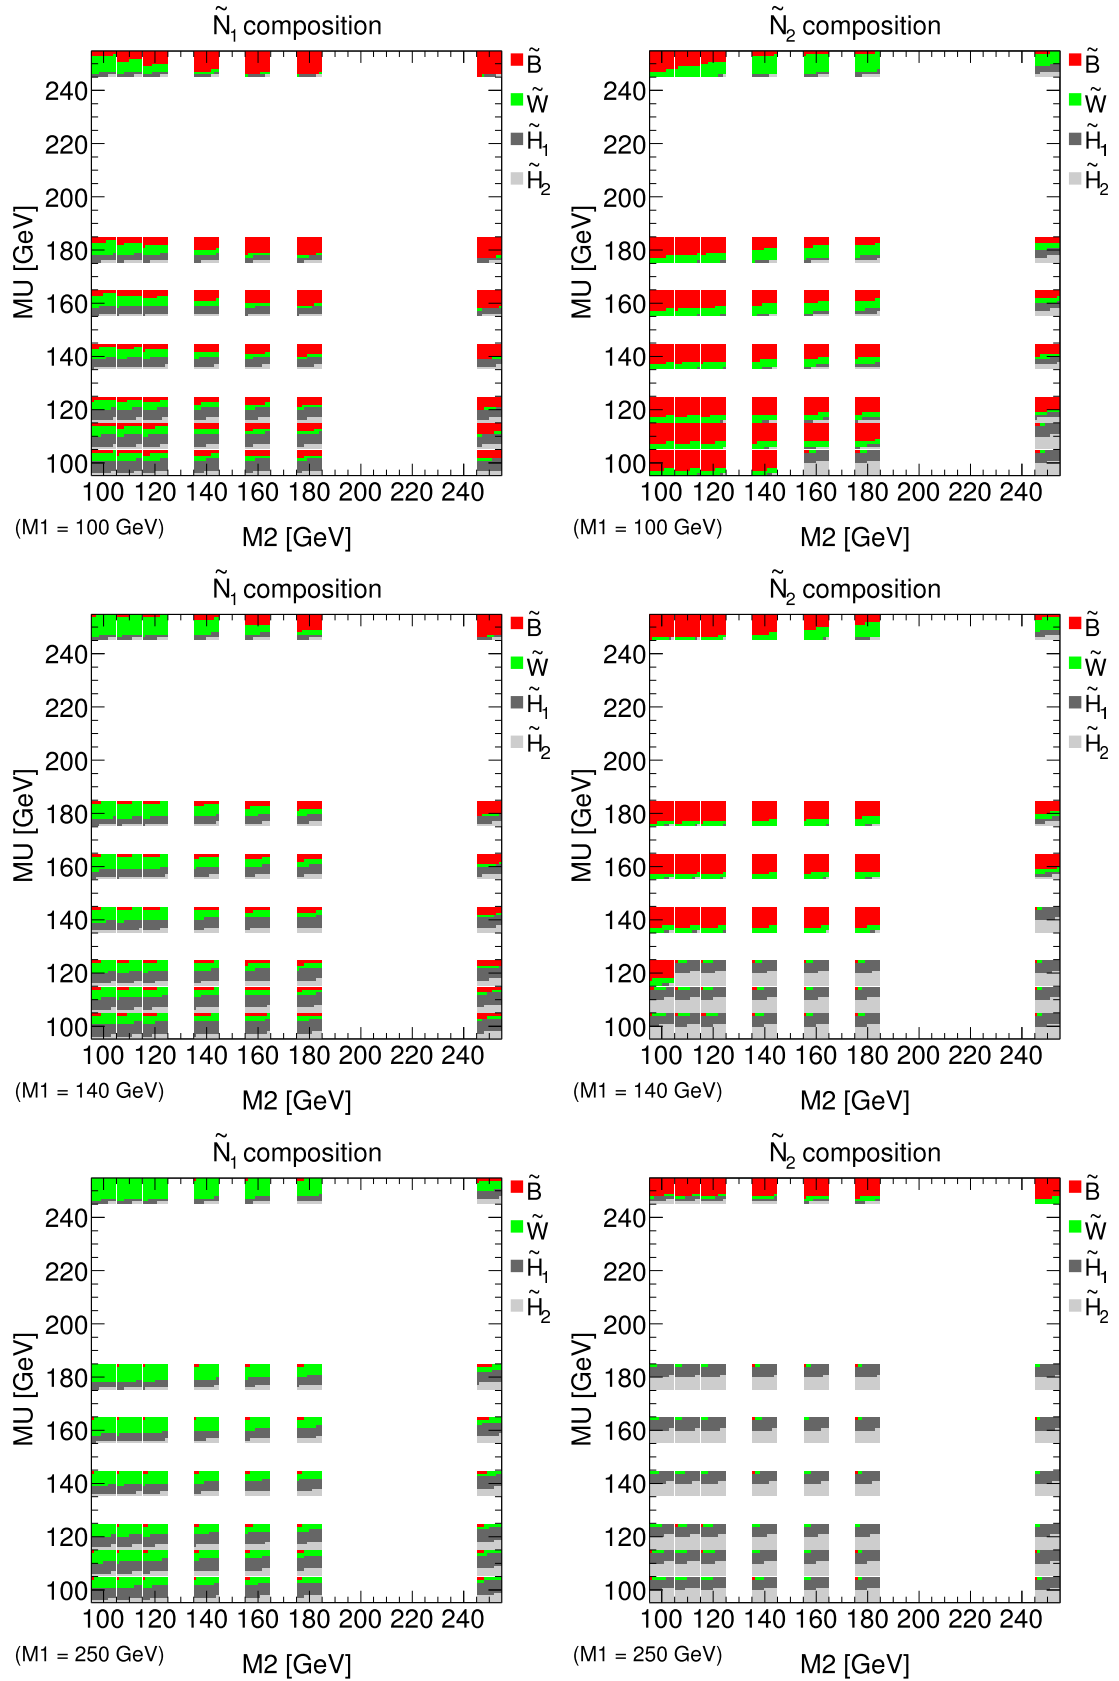 Ñ₁ composition
B̃
W̃
H̃₁
H̃₂
MU [GeV]
240
220
200
180
160
140
120
100
100 120 140 160 180 200 220 240
(M1 = 100 GeV)
M2 [GeV]
Ñ₂ composition
B̃
W̃
H̃₁
H̃₂
MU [GeV]
240
220
200
180
160
140
120
100
100 120 140 160 180 200 220 240
(M1 = 100 GeV)
M2 [GeV]
Ñ₁ composition
B̃
W̃
H̃₁
H̃₂
MU [GeV]
240
220
200
180
160
140
120
100
100 120 140 160 180 200 220 240
(M1 = 140 GeV)
M2 [GeV]
Ñ₂ composition
B̃
W̃
H̃₁
H̃₂
MU [GeV]
240
220
200
180
160
140
120
100
100 120 140 160 180 200 220 240
(M1 = 140 GeV)
M2 [GeV]
Ñ₁ composition
B̃
W̃
H̃₁
H̃₂
MU [GeV]
240
220
200
180
160
140
120
100
100 120 140 160 180 200 220 240
(M1 = 250 GeV)
M2 [GeV]
Ñ₂ composition
B̃
W̃
H̃₁
H̃₂
MU [GeV]
240
220
200
180
160
140
120
100
100 120 140 160 180 200 220 240
(M1 = 250 GeV)
M2 [GeV]